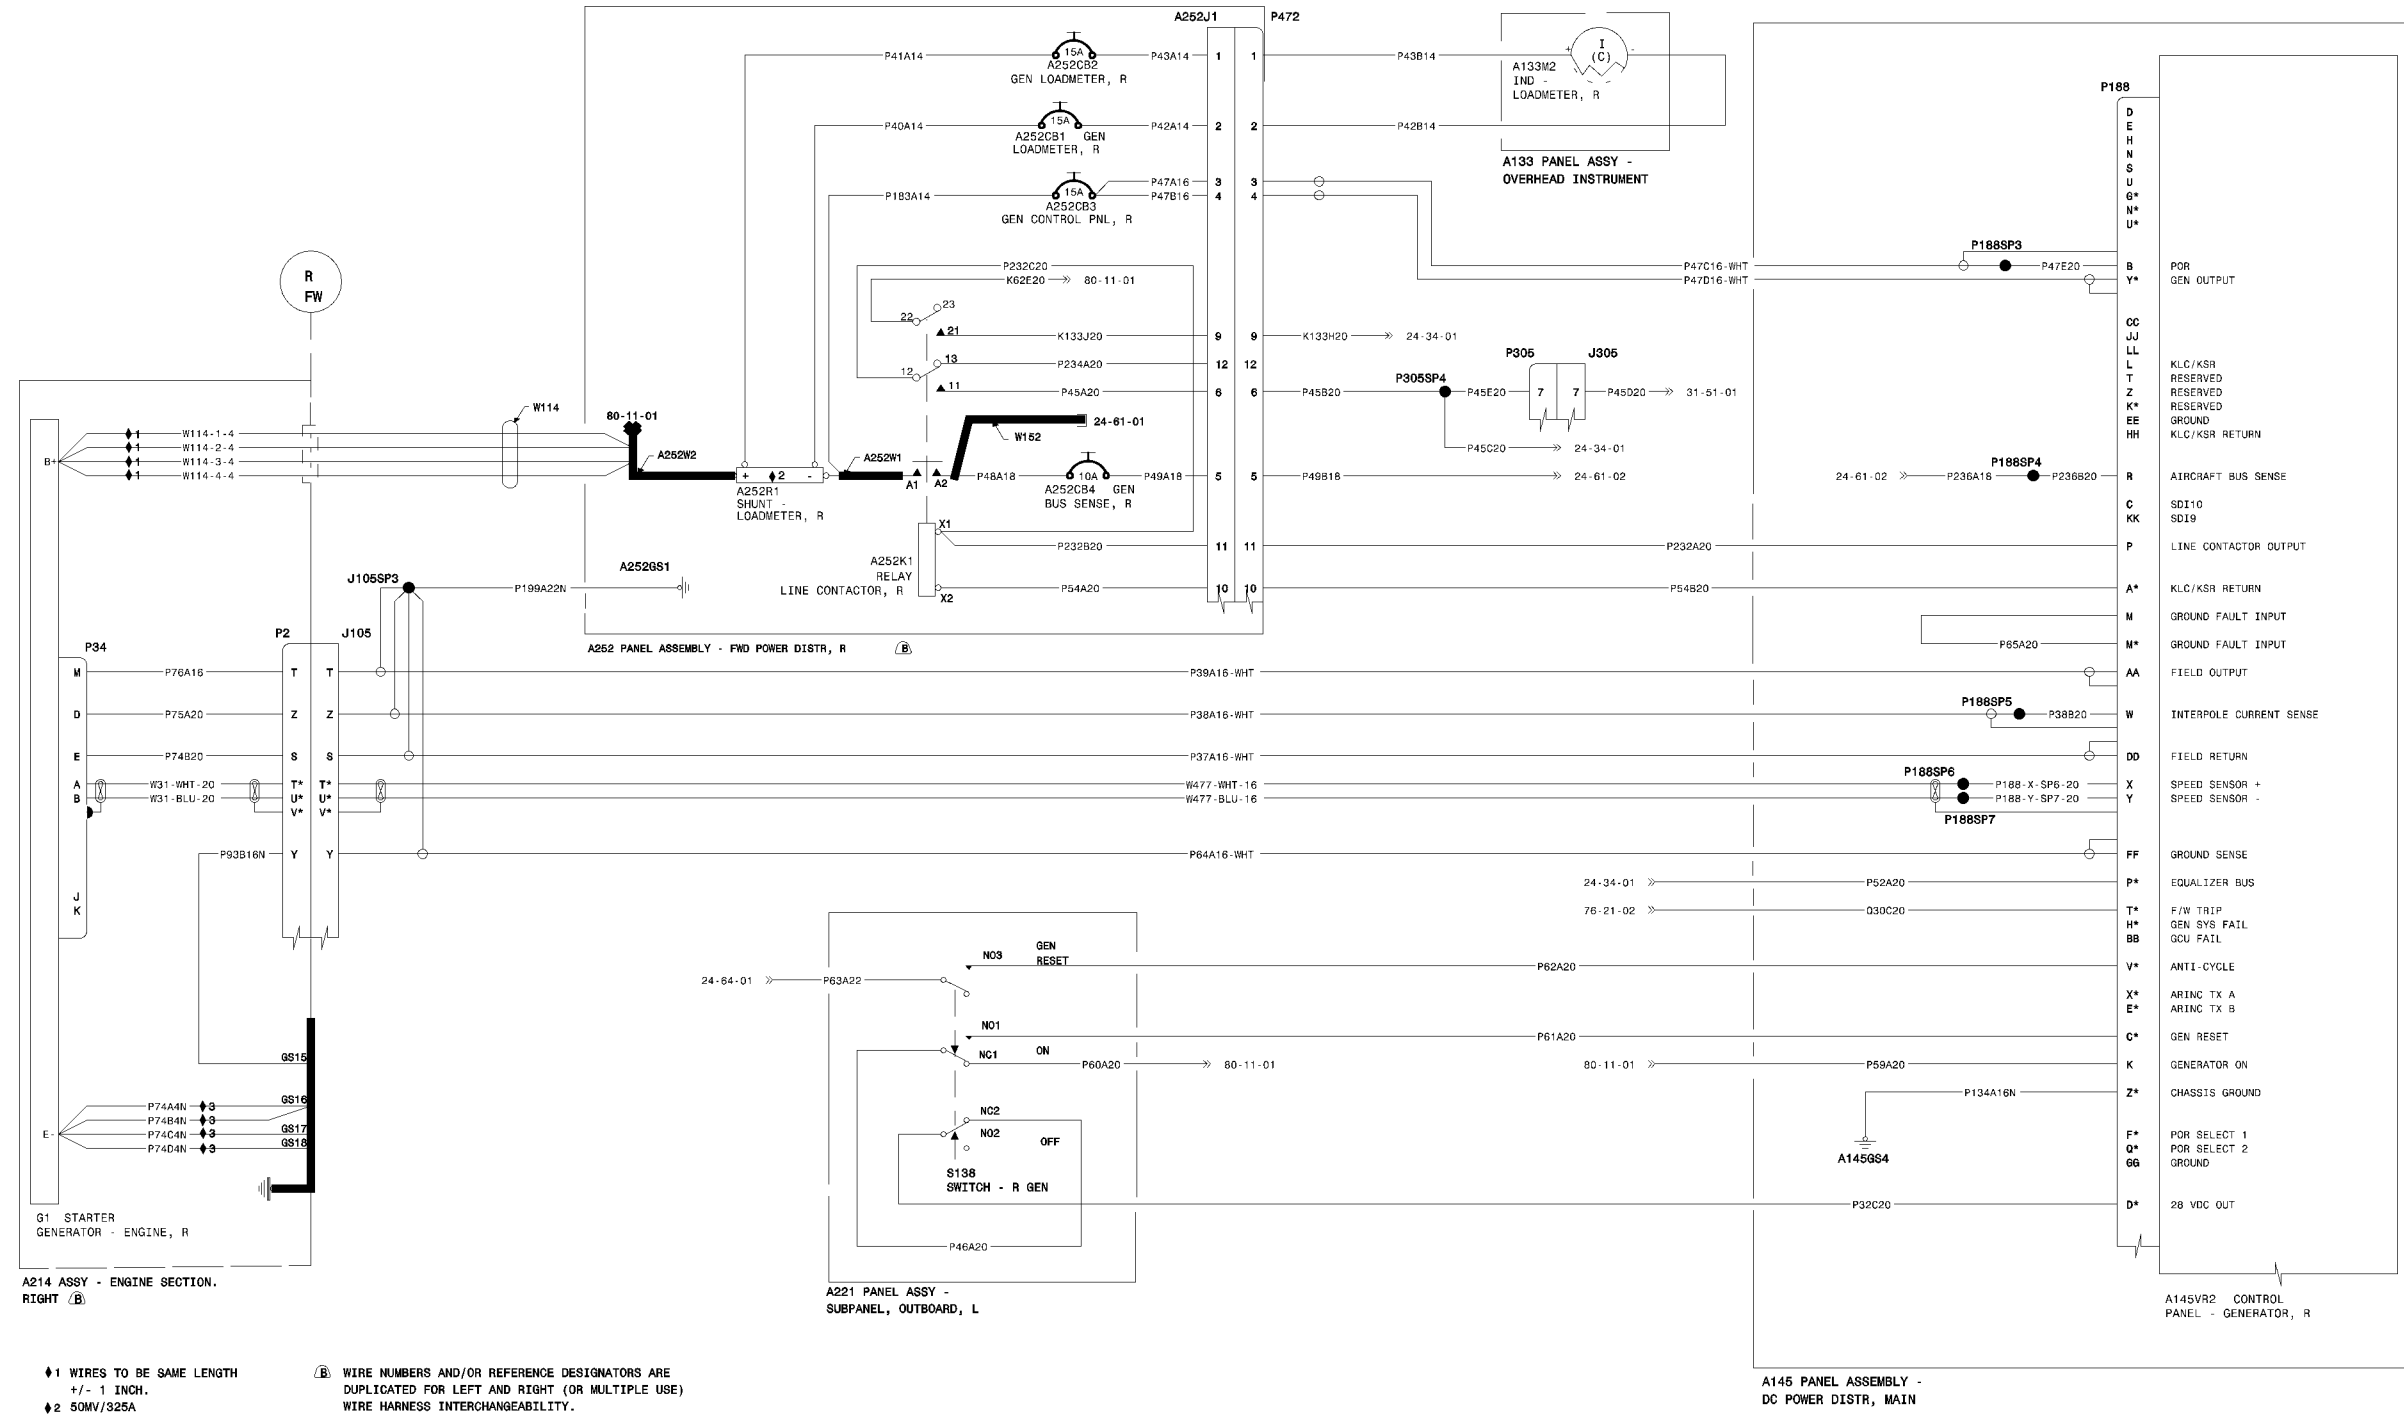 A252J1 P472
P41A14 15A P43A14 1 1 P43B14 + I (C) -
A252CB2
GEN LOADMETER, R
A133M2
IND -
LOADMETER, R
P40A14 15A P42A14 2 2 P42B14
A252CB1 GEN
LOADMETER, R
A133 PANEL ASSY -
OVERHEAD INSTRUMENT
P47A16 3 3
P183A14 15A P47B16 4 4
A252CB3
GEN CONTROL PNL, R
P188
D
E
H
N
S
U
G*
N*
U*
R
FW
P232C20
K62E20 80-11-01
P188SP3
P47C16-WHT P47E20 B POR
P47D16-WHT Y* GEN OUTPUT
22 23
21 K133J20 9 9 K133H20 24-34-01
12 13 P234A20 12 12
11 P45A20 6 6 P45B20 P305SP4 P45E20 7 7 P45D20 31-51-01
P305 J305
P45C20 24-34-01
CC
JJ
LL
L KLC/KSR
T RESERVED
Z RESERVED
K* RESERVED
EE GROUND
HH KLC/KSR RETURN
W114
80-11-01
24-61-01
W152
B+
1 W114-1-4
1 W114-2-4
1 W114-3-4
1 W114-4-4
A252W2
A252W1
+ 2 -
A252R1
SHUNT -
LOADMETER, R
A1 A2
P48A18 10A P49A18 5 5 P49B18 24-61-02
A252CB4 GEN
BUS SENSE, R
24-61-02 P236A18 P188SP4 P236B20 R AIRCRAFT BUS SENSE
C SDI10
KK SDI9
X1
P232B20 11 11 P232A20 P LINE CONTACTOR OUTPUT
A252K1
RELAY
LINE CONTACTOR, R
X2
P54A20 10 10 P54B20 A* KLC/KSR RETURN
J105SP3 P199A22N A252GS1
M GROUND FAULT INPUT
P65A20 M* GROUND FAULT INPUT
A252 PANEL ASSEMBLY - FWD POWER DISTR, R B
P34 P2 J105
M P76A16 T T P39A16-WHT AA FIELD OUTPUT
D P75A20 Z Z P38A16-WHT P188SP5 P38B20 W INTERPOLE CURRENT SENSE
E P74B20 S S P37A16-WHT DD FIELD RETURN
A W31-WHT-20 T* T* W477-WHT-16 P188SP6 P188-X-SP6-20 X SPEED SENSOR +
B W31-BLU-20 U* U* W477-BLU-16 P188-Y-SP7-20 Y SPEED SENSOR -
V* V* P188SP7
P93B16N Y Y P64A16-WHT FF GROUND SENSE
J
K
24-34-01 P52A20 P* EQUALIZER BUS
76-21-02 Q30C20 T* F/W TRIP
H* GEN SYS FAIL
BB GCU FAIL
24-64-01 P63A22 NO3 GEN
RESET
P62A20 V* ANTI-CYCLE
X* ARINC TX A
E* ARINC TX B
NO1 P61A20 C* GEN RESET
NC1 ON P60A20 80-11-01
80-11-01 P59A20 K GENERATOR ON
P134A16N Z* CHASSIS GROUND
A145GS4
GS15
GS16
GS17
GS18
E-
P74A4N 3
P74B4N 3
P74C4N 3
P74D4N 3
NC2
NO2 OFF
S138
SWITCH - R GEN
F* POR SELECT 1
Q* POR SELECT 2
GG GROUND
P32C20 D* 28 VDC OUT
P46A20
G1 STARTER
GENERATOR - ENGINE, R
A214 ASSY - ENGINE SECTION.
RIGHT B
A221 PANEL ASSY -
SUBPANEL, OUTBOARD, L
A145VR2 CONTROL
PANEL - GENERATOR, R
A145 PANEL ASSEMBLY -
DC POWER DISTR, MAIN
1 WIRES TO BE SAME LENGTH
+/- 1 INCH.
2 50MV/325A
B WIRE NUMBERS AND/OR REFERENCE DESIGNATORS ARE
DUPLICATED FOR LEFT AND RIGHT (OR MULTIPLE USE)
WIRE HARNESS INTERCHANGEABILITY.